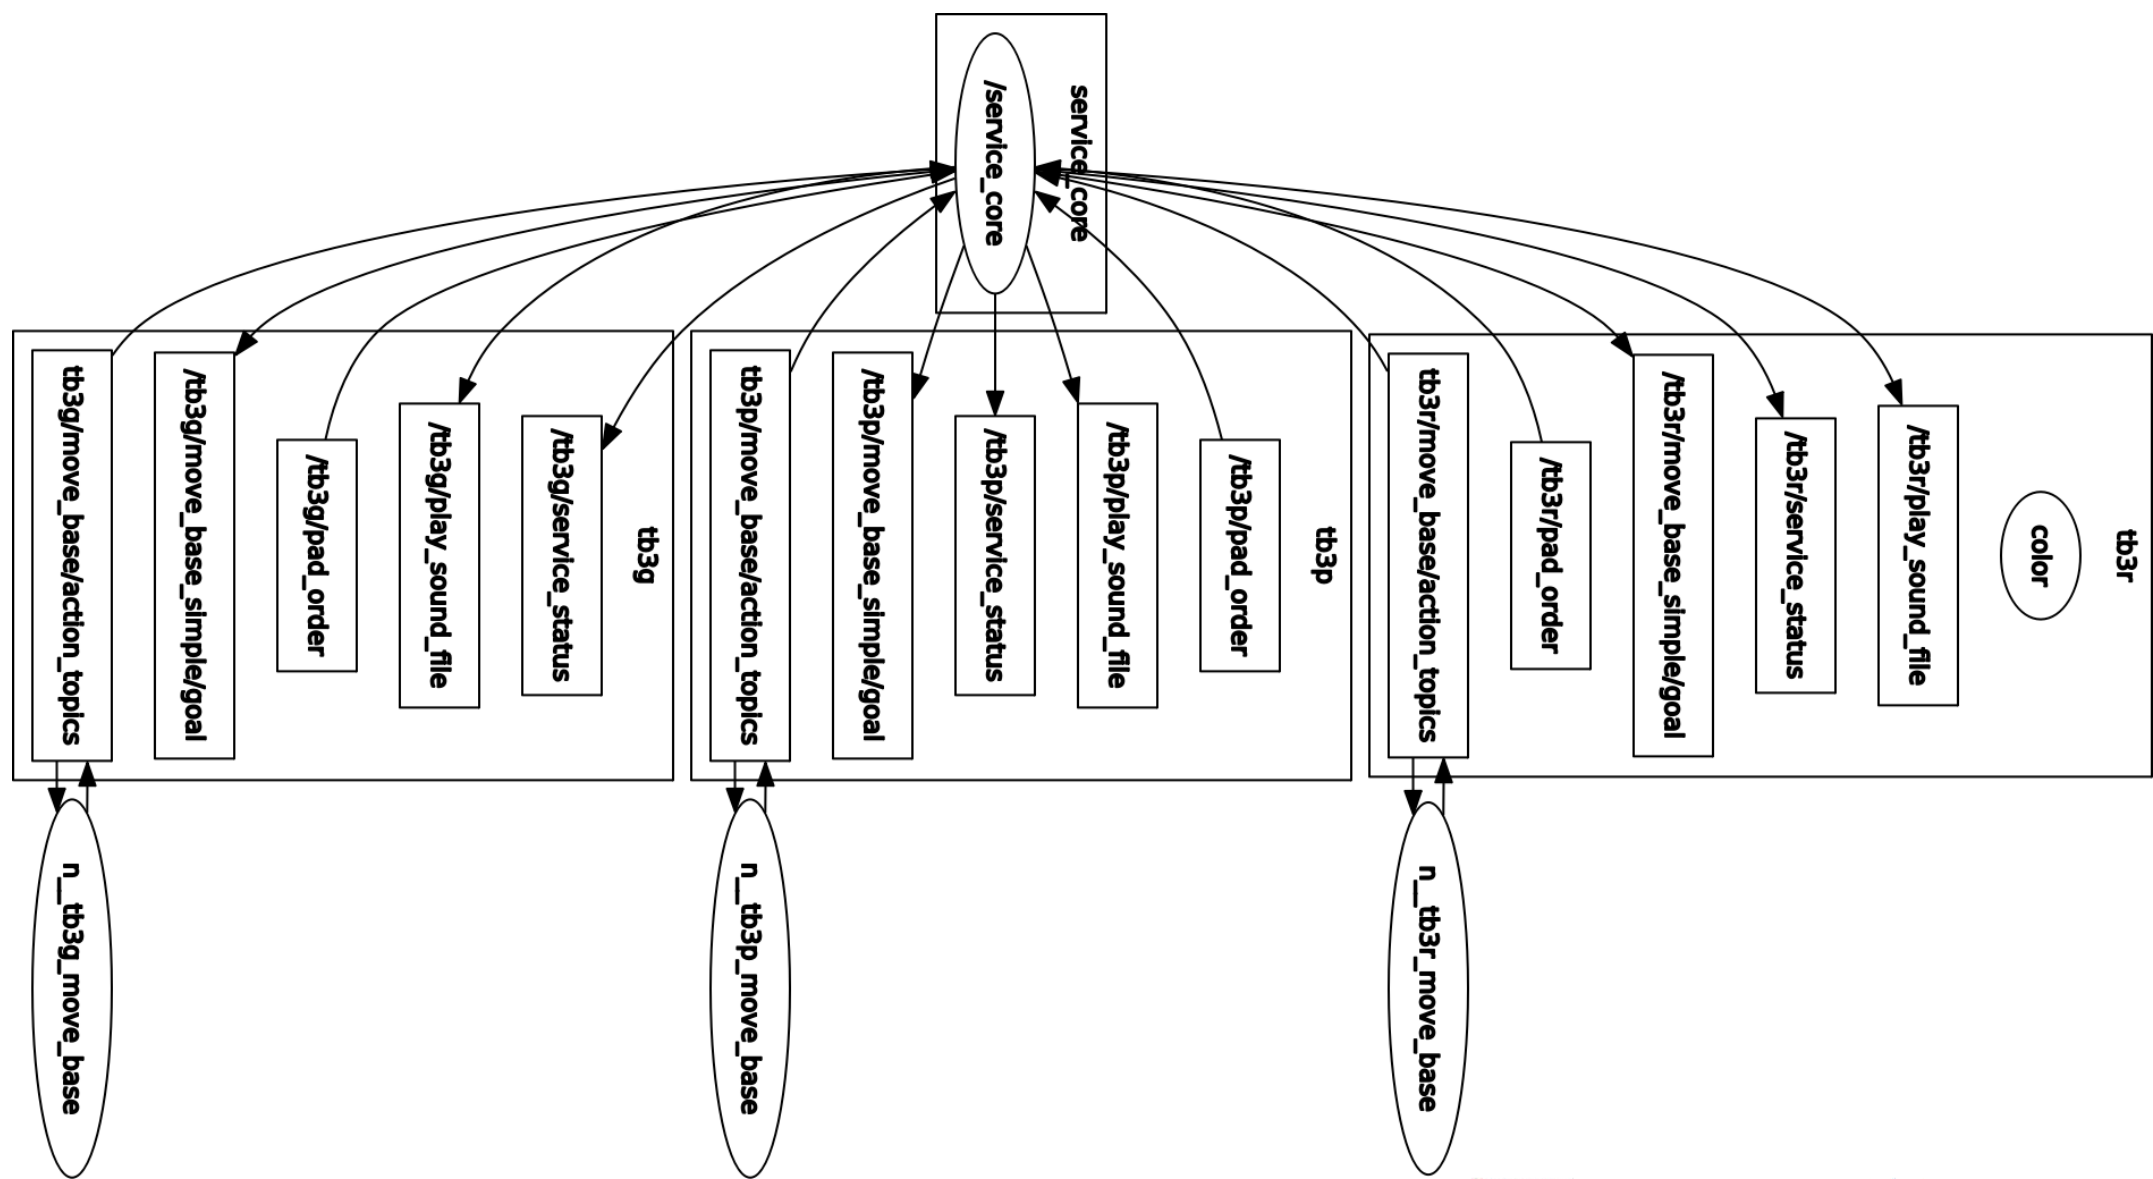 service_core
/service_core
tb3r
color
/tb3r/play_sound_file
/tb3r/service_status
/tb3r/move_base_simple/goal
/tb3r/pad_order
tb3r/move_base/action_topics
n__tb3r_move_base
tb3p
/tb3p/pad_order
/tb3p/play_sound_file
/tb3p/service_status
/tb3p/move_base_simple/goal
tb3p/move_base/action_topics
n__tb3p_move_base
tb3g
/tb3g/service_status
/tb3g/play_sound_file
/tb3g/pad_order
/tb3g/move_base_simple/goal
tb3g/move_base/action_topics
n__tb3g_move_base